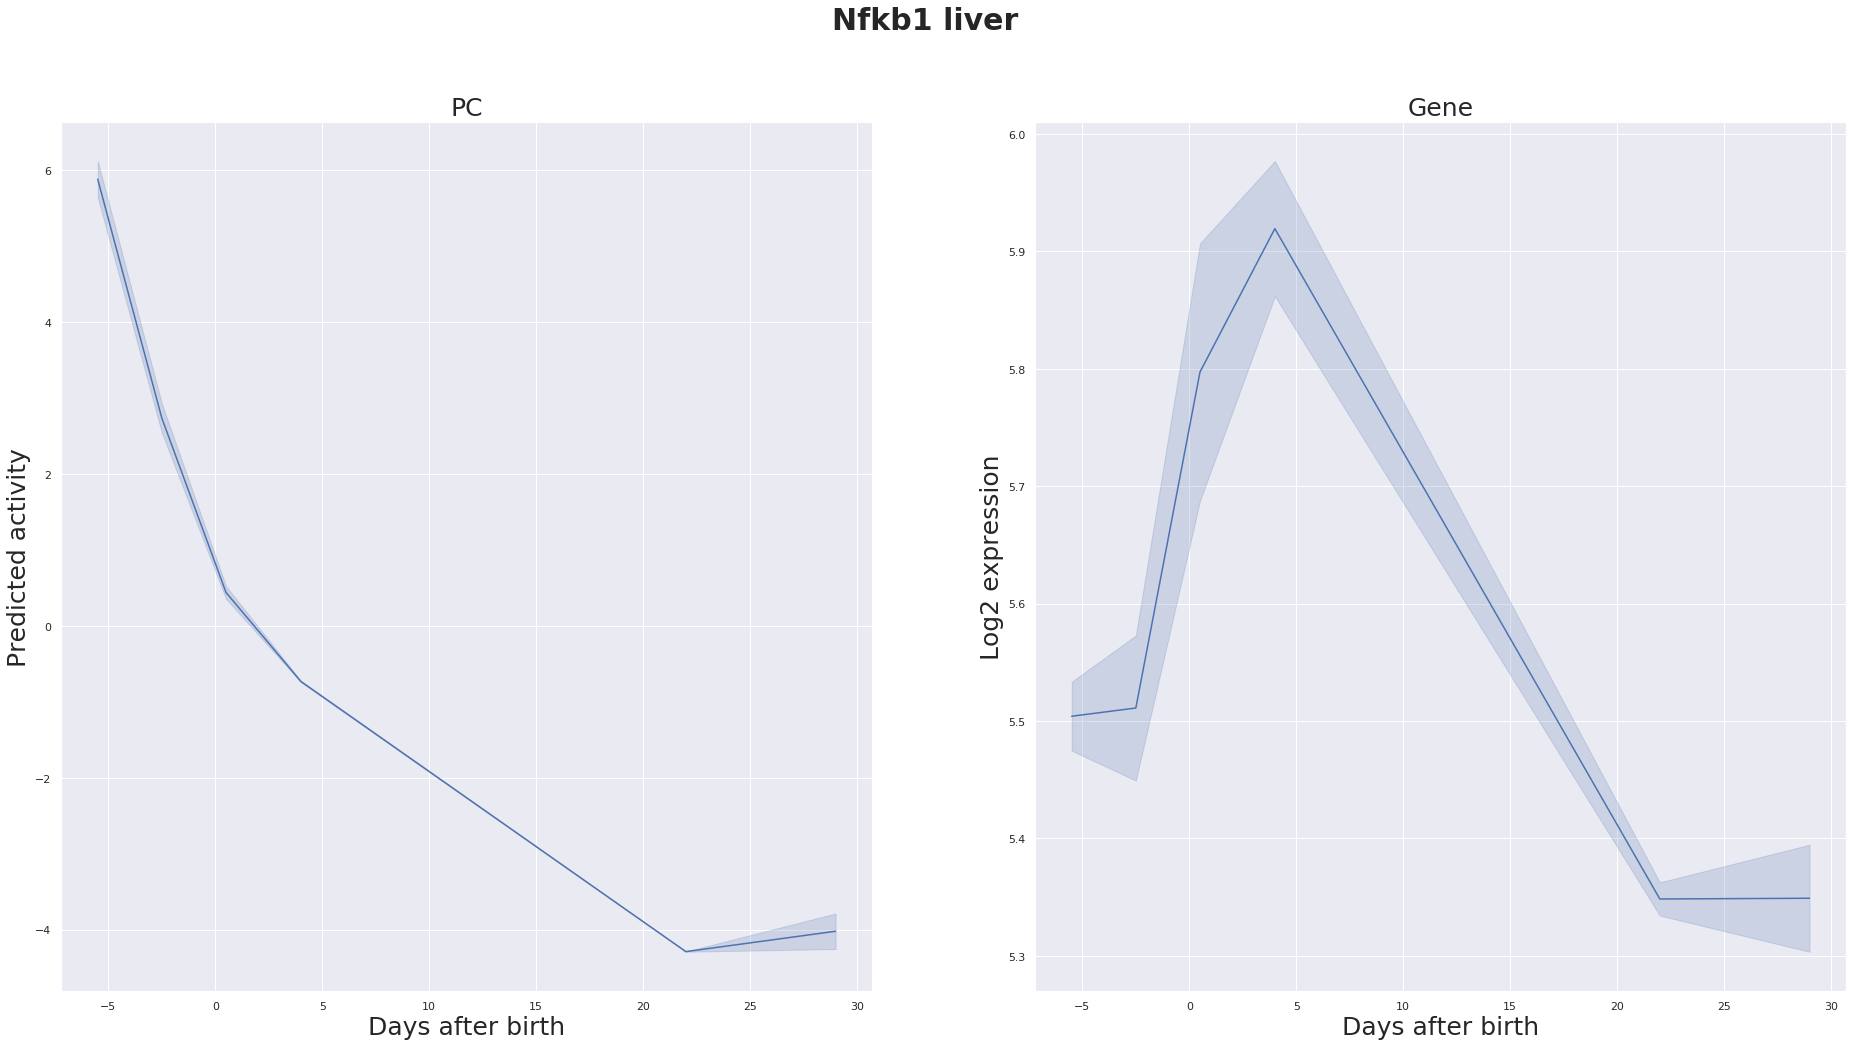 Nfkb1 liver
PC
Predicted activity
6
4
2
0
−2
−4
−5 0 5 10 15 20 25 30
Days after birth
Gene
Log2 expression
6.0
5.9
5.8
5.7
5.6
5.5
5.4
5.3
−5 0 5 10 15 20 25 30
Days after birth